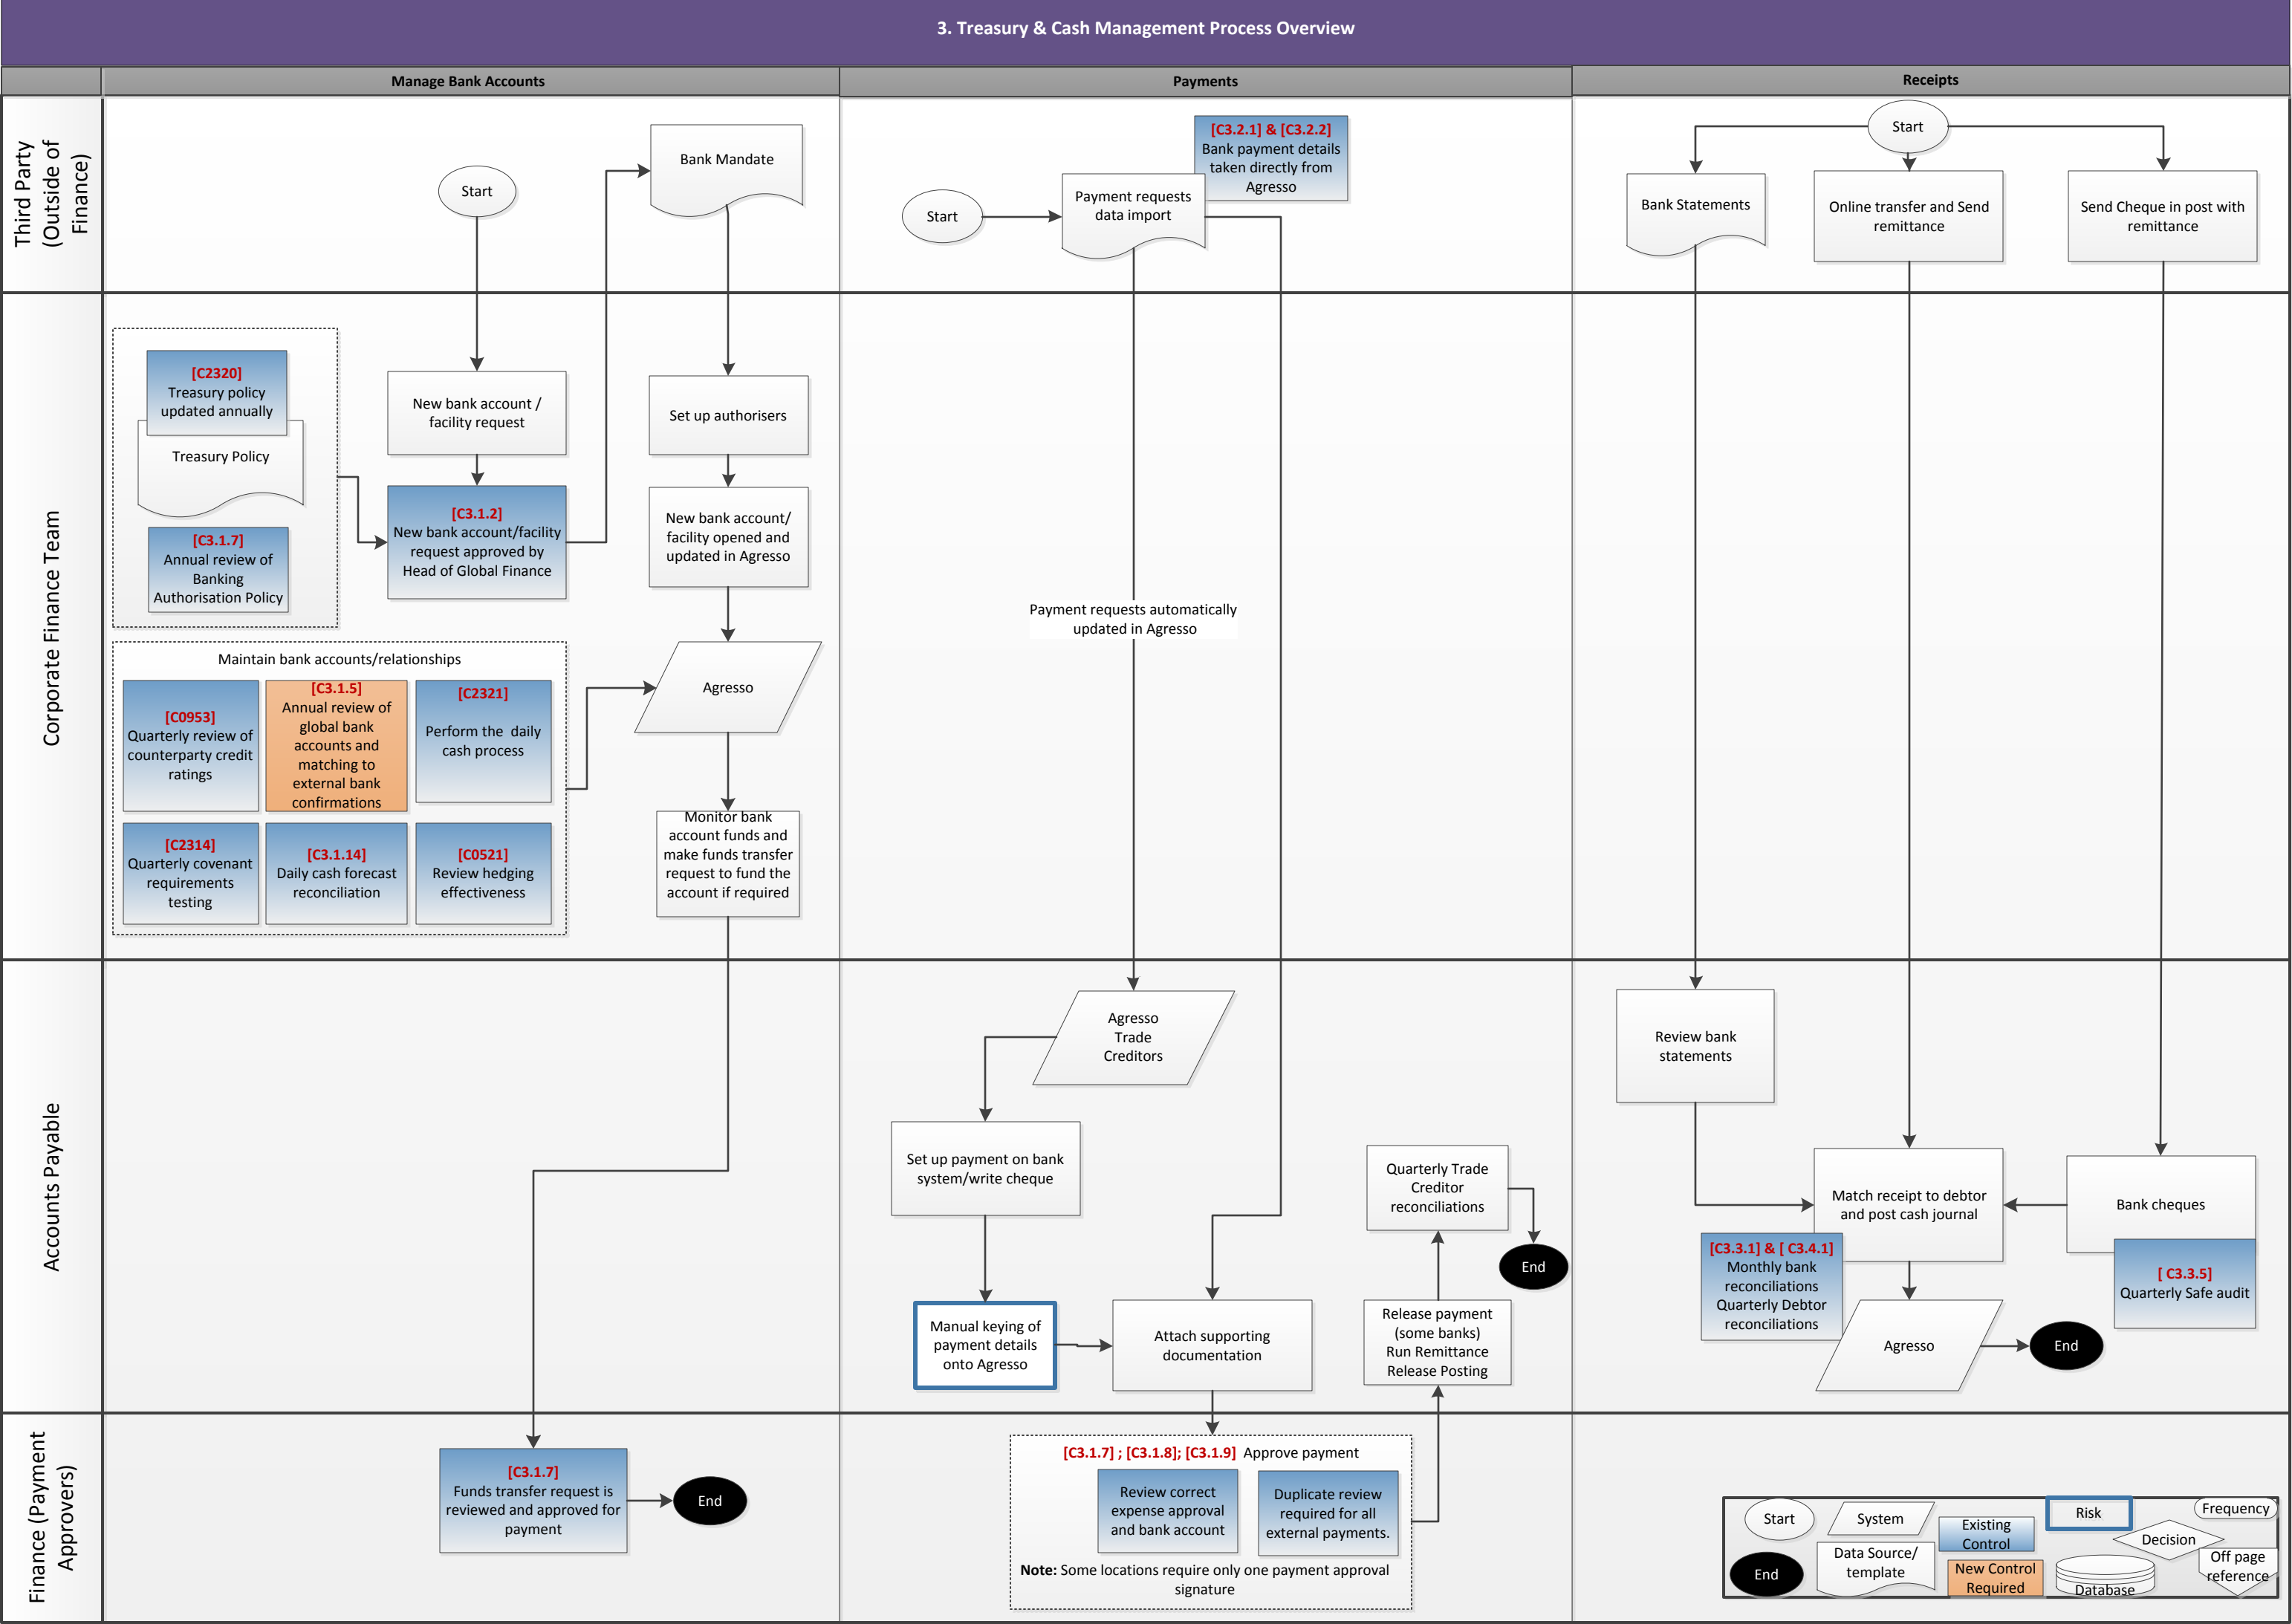 3. Treasury & Cash Management Process Overview
Manage Bank Accounts
Payments
Receipts
Third Party
(Outside of
Finance)
Start
Bank Mandate
Start
Payment requests
data import
[C3.2.1] & [C3.2.2]
Bank payment details
taken directly from
Agresso
Start
Bank Statements
Online transfer and Send
remittance
Send Cheque in post with
remittance
Corporate Finance Team
[C2320]
Treasury policy
updated annually
Treasury Policy
[C3.1.7]
Annual review of
Banking
Authorisation Policy
New bank account /
facility request
[C3.1.2]
New bank account/facility
request approved by
Head of Global Finance
Set up authorisers
New bank account/
facility opened and
updated in Agresso
Agresso
Maintain bank accounts/relationships
[C0953]
Quarterly review of
counterparty credit
ratings
[C3.1.5]
Annual review of
global bank
accounts and
matching to
external bank
confirmations
[C2321]
Perform the daily
cash process
[C2314]
Quarterly covenant
requirements
testing
[C3.1.14]
Daily cash forecast
reconciliation
[C0521]
Review hedging
effectiveness
Monitor bank
account funds and
make funds transfer
request to fund the
account if required
Payment requests automatically
updated in Agresso
Accounts Payable
Agresso
Trade
Creditors
Set up payment on bank
system/write cheque
Manual keying of
payment details
onto Agresso
Attach supporting
documentation
Quarterly Trade
Creditor
reconciliations
End
Release payment
(some banks)
Run Remittance
Release Posting
Review bank
statements
Match receipt to debtor
and post cash journal
Bank cheques
[C3.3.1] & [ C3.4.1]
Monthly bank
reconciliations
Quarterly Debtor
reconciliations
[ C3.3.5]
Quarterly Safe audit
Agresso
End
Finance (Payment
Approvers)
[C3.1.7]
Funds transfer request is
reviewed and approved for
payment
End
[C3.1.7] ; [C3.1.8]; [C3.1.9] Approve payment
Review correct
expense approval
and bank account
Duplicate review
required for all
external payments.
Note: Some locations require only one payment approval
signature
Start
System
Existing
Control
Risk
Frequency
Decision
End
Data Source/
template
New Control
Required
Database
Off page
reference